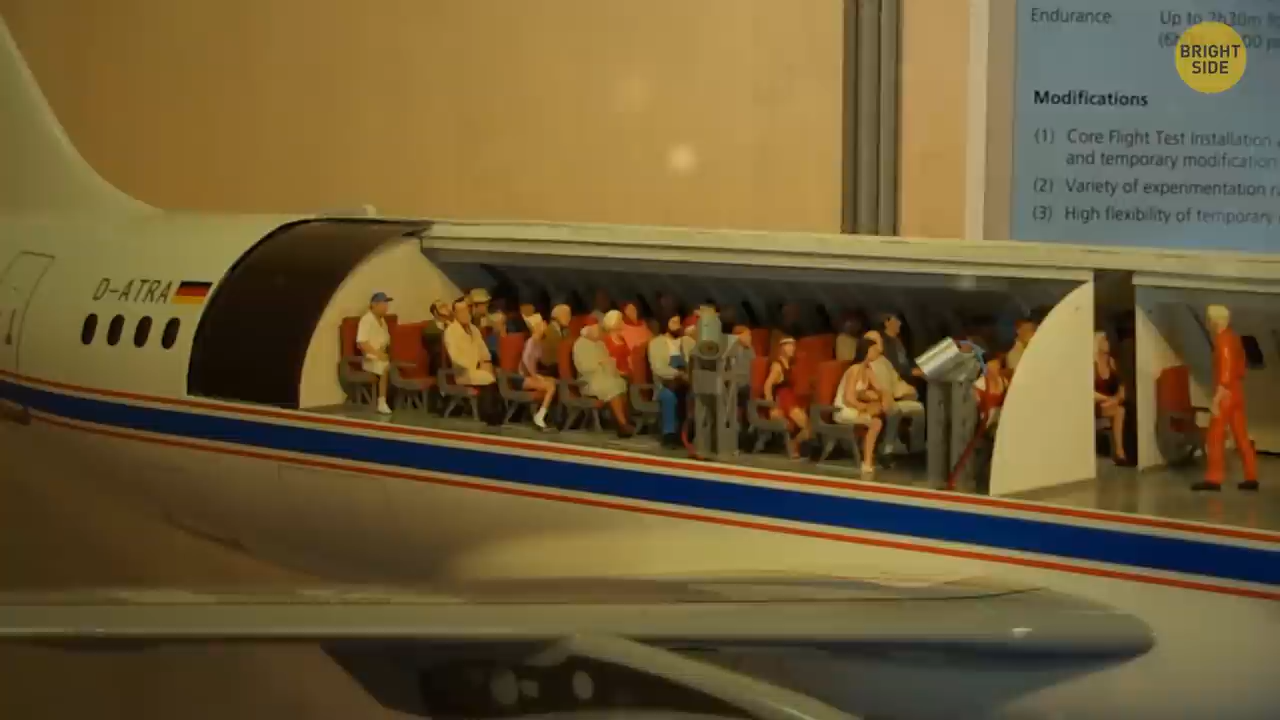 Endurance
Up to 2h30m
BRIGHT
SIDE
Modifications
(1) Core Flight Test Installation
and temporary modification
(2) Variety of experimentation
(3) High flexibility of temporary
D-ATRA